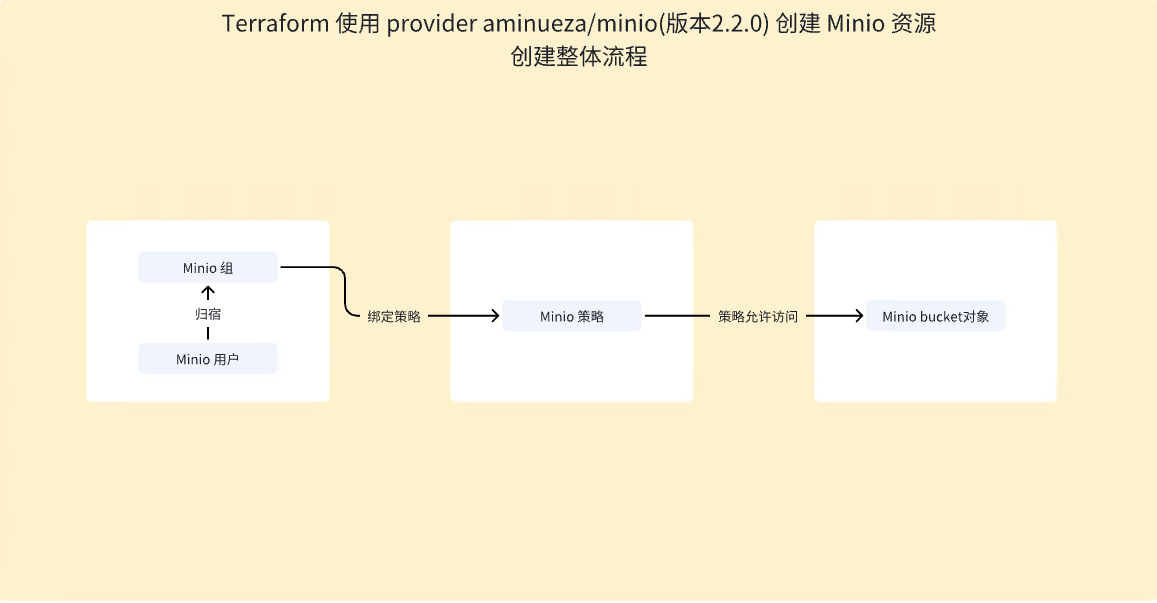 Terraform 使用 provider aminueza/minio(版本2.2.0) 创建 Minio 资源
创建整体流程
Minio 组
归宿
Minio 用户
绑定策略
Minio 策略
策略允许访问
Minio bucket对象